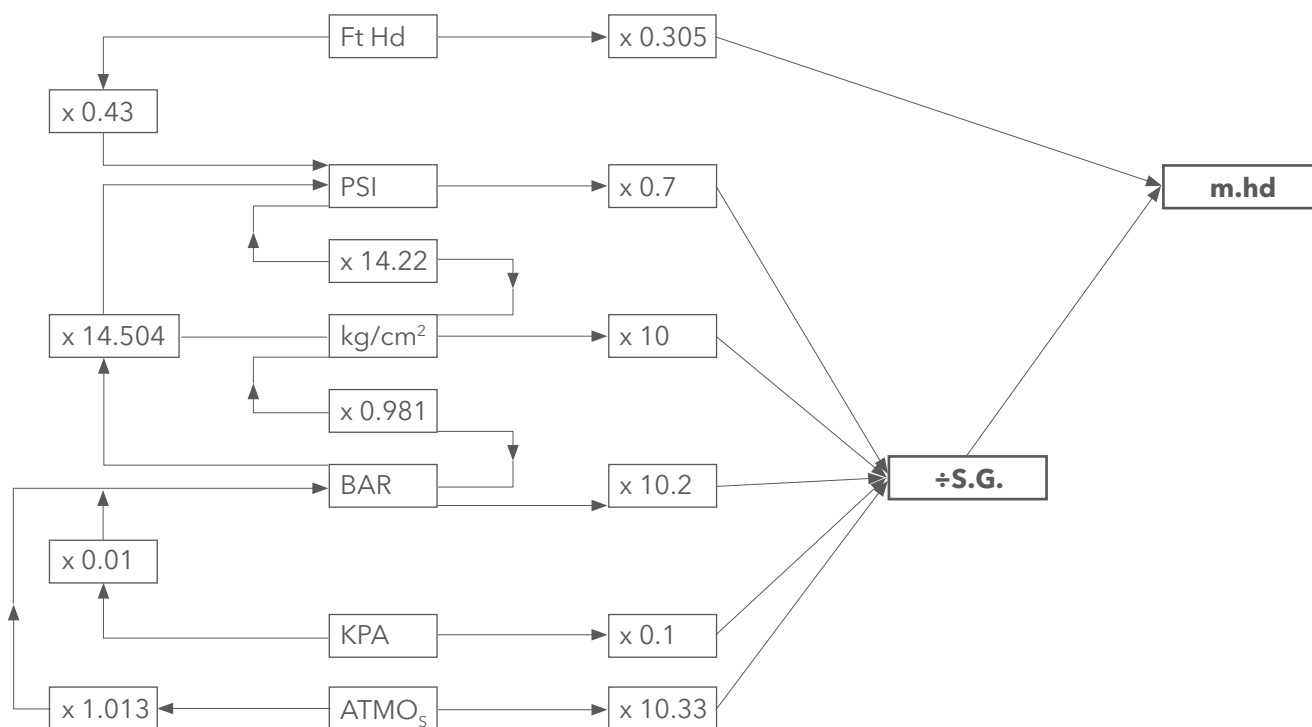 Ft Hd
x 0.305
x 0.43
PSI
x 0.7
m.hd
x 14.22
x 14.504
kg/cm²
x 10
x 0.981
BAR
x 10.2
÷S.G.
x 0.01
KPA
x 0.1
x 1.013
ATMOₛ
x 10.33